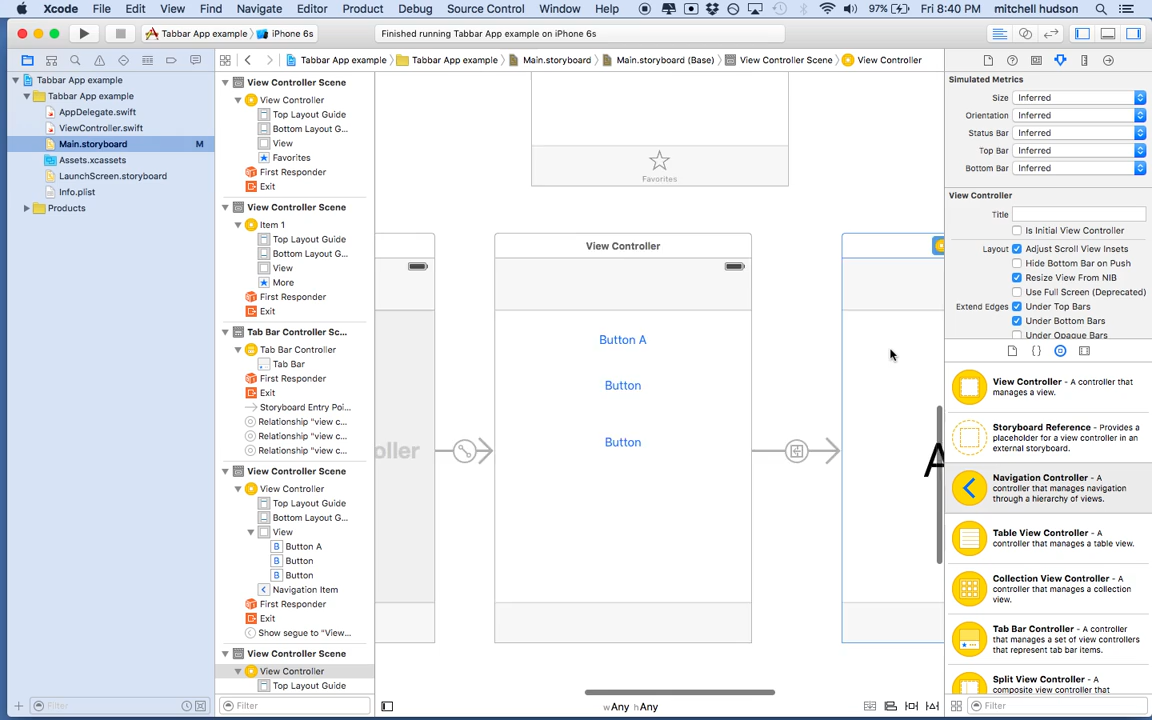 Xcode File Edit View Find Navigate Editor Product Debug Source Control Window Help 97% Fri 8:40 PM mitchell hudson
Tabbar App example iPhone 6s Finished running Tabbar App example on iPhone 6s
Tabbar App example Tabbar App example Main.storyboard Main.storyboard (Base) View Controller Scene View Controller
Tabbar App example
Tabbar App example
AppDelegate.swift
ViewController.swift
Main.storyboard M
Assets.xcassets
LaunchScreen.storyboard
Info.plist
Products
Filter
View Controller Scene
View Controller
Top Layout Guide
Bottom Layout G...
View
Favorites
First Responder
Exit
View Controller Scene
Item 1
Top Layout Guide
Bottom Layout G...
View
More
First Responder
Exit
Tab Bar Controller Sc...
Tab Bar Controller
Tab Bar
First Responder
Exit
Storyboard Entry Poi...
Relationship "view c...
Relationship "view c...
Relationship "view c...
View Controller Scene
View Controller
Top Layout Guide
Bottom Layout G...
View
B Button A
B Button
B Button
Navigation Item
First Responder
Exit
Show segue to "View...
View Controller Scene
View Controller
Top Layout Guide
Filter
Favorites
View Controller
Button A
Button
Button
oller
A
wAny hAny
Simulated Metrics
Size Inferred
Orientation Inferred
Status Bar Inferred
Top Bar Inferred
Bottom Bar Inferred
View Controller
Title
Is Initial View Controller
Layout Adjust Scroll View Insets
Hide Bottom Bar on Push
Resize View From NIB
Use Full Screen (Deprecated)
Extend Edges Under Top Bars
Under Bottom Bars
Under Opaque Bars
{}
View Controller - A controller that
manages a view.
Storyboard Reference - Provides a
placeholder for a view controller in an
external storyboard.
Navigation Controller - A
controller that manages navigation
through a hierarchy of views.
Table View Controller - A
controller that manages a table view.
Collection View Controller - A
controller that manages a collection
view.
Tab Bar Controller - A controller
that manages a set of view controllers
that represent tab bar items.
Split View Controller - A
composite view controller that
Filter